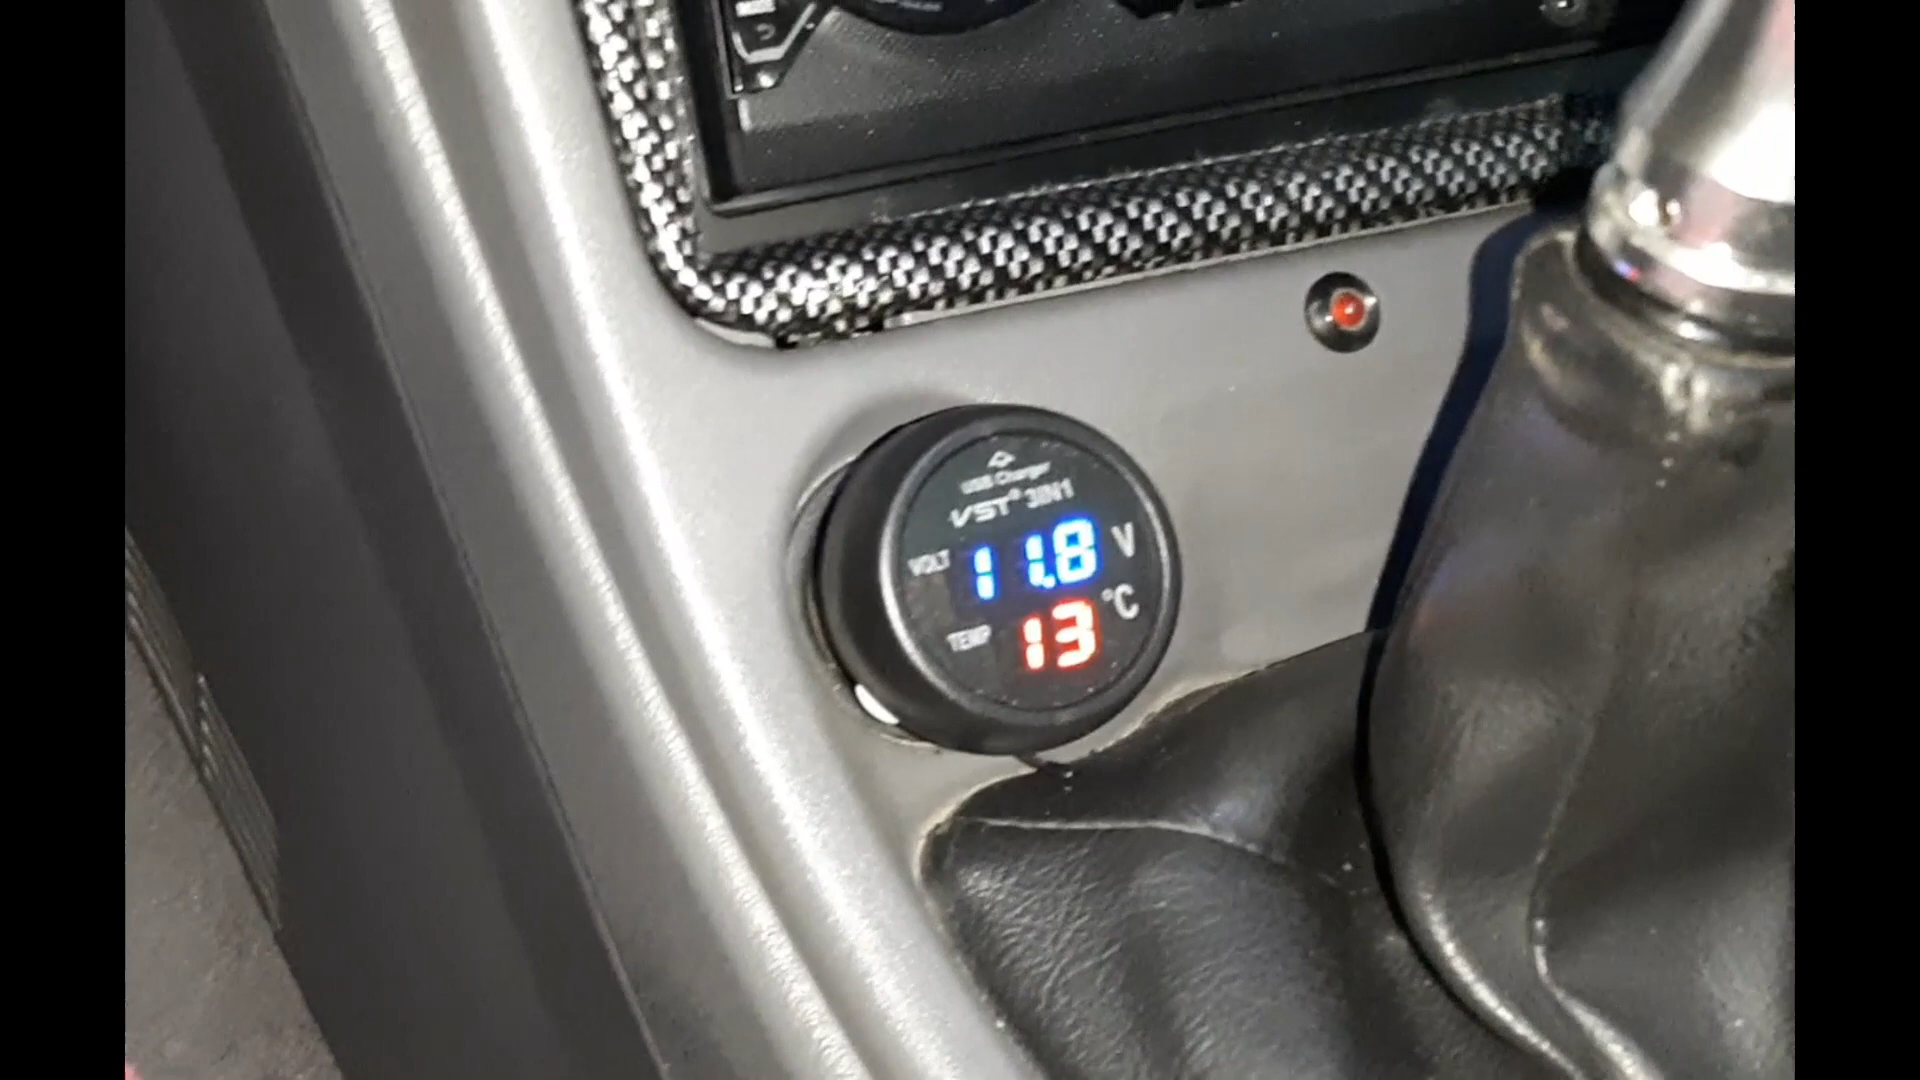 USB Charger
VST® 3IN1
VOLT 11.8 V
TEMP 13 °C